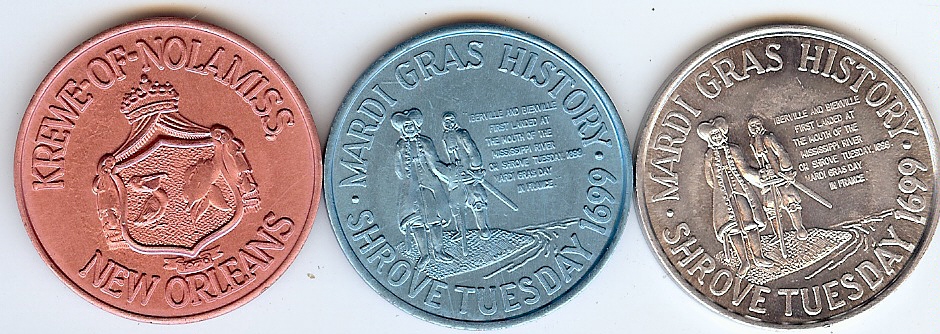 KREWE-OF-NOLAMISS
NEW ORLEANS
MARDI GRAS HISTORY
IBERVILLE AND BIENVILLE
FIRST LANDED AT
THE MOUTH OF THE
MISSISSIPPI RIVER
ON SHROVE TUESDAY, 1699
MARDI GRAS DAY
IN FRANCE
· SHROVE TUESDAY 1699 ·
MARDI GRAS HISTORY
IBERVILLE AND BIENVILLE
FIRST LANDED AT
THE MOUTH OF THE
MISSISSIPPI RIVER
ON SHROVE TUESDAY, 1699
MARDI GRAS DAY
IN FRANCE
· SHROVE TUESDAY 1699 ·